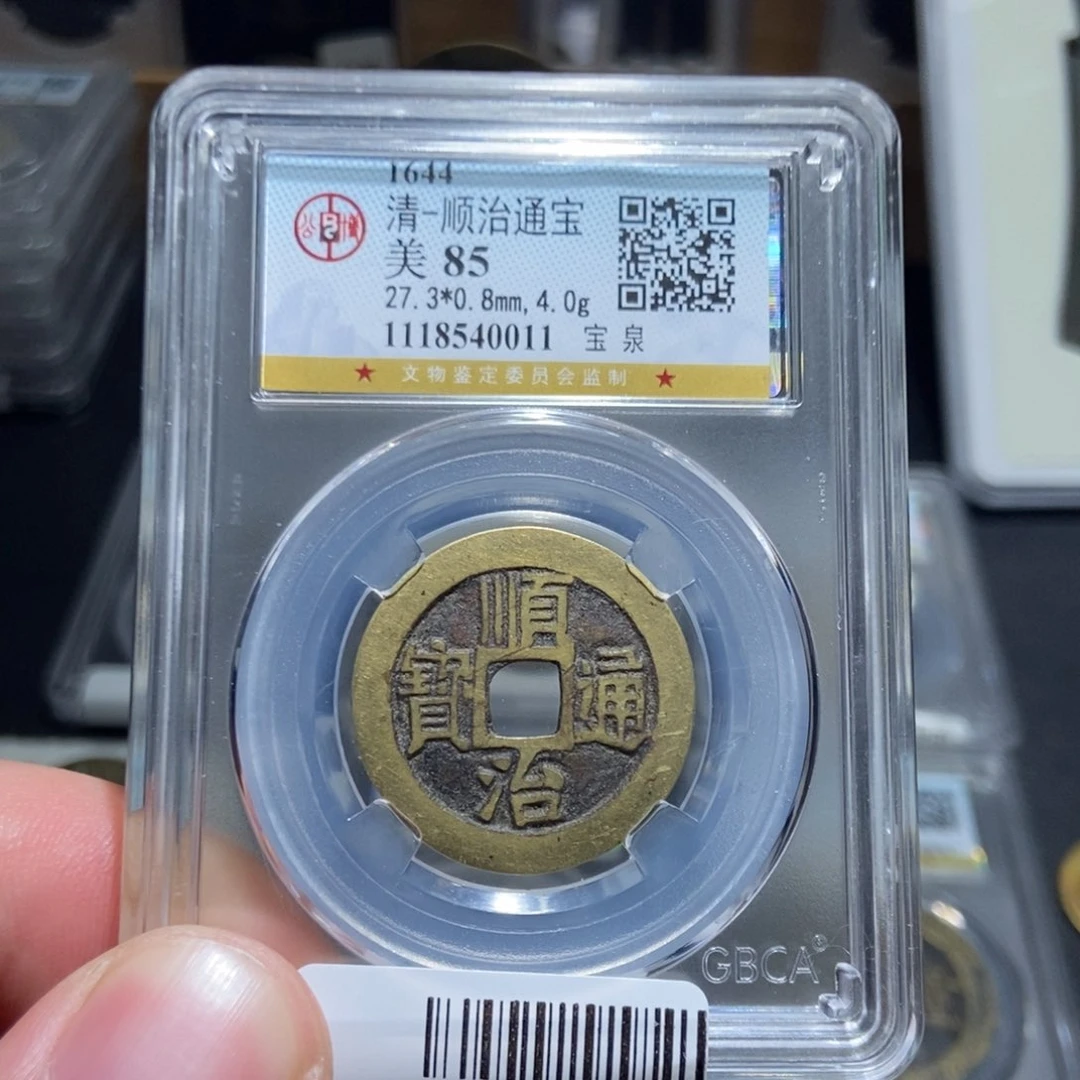 1644
清-顺治通宝
美 85
27.3*0.8mm, 4.0g
1118540011 宝 泉
★ 文物鉴定委员会监制 ★
順
寶 通
治
GBCA